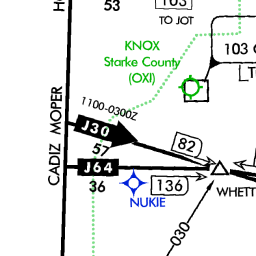 53
103
TO JOT
KNOX
Starke County
(OXI)
103
1100-0300Z
J30
57
82
CADIZ MOPER
J64
36
NUKIE
136
WHETT
030